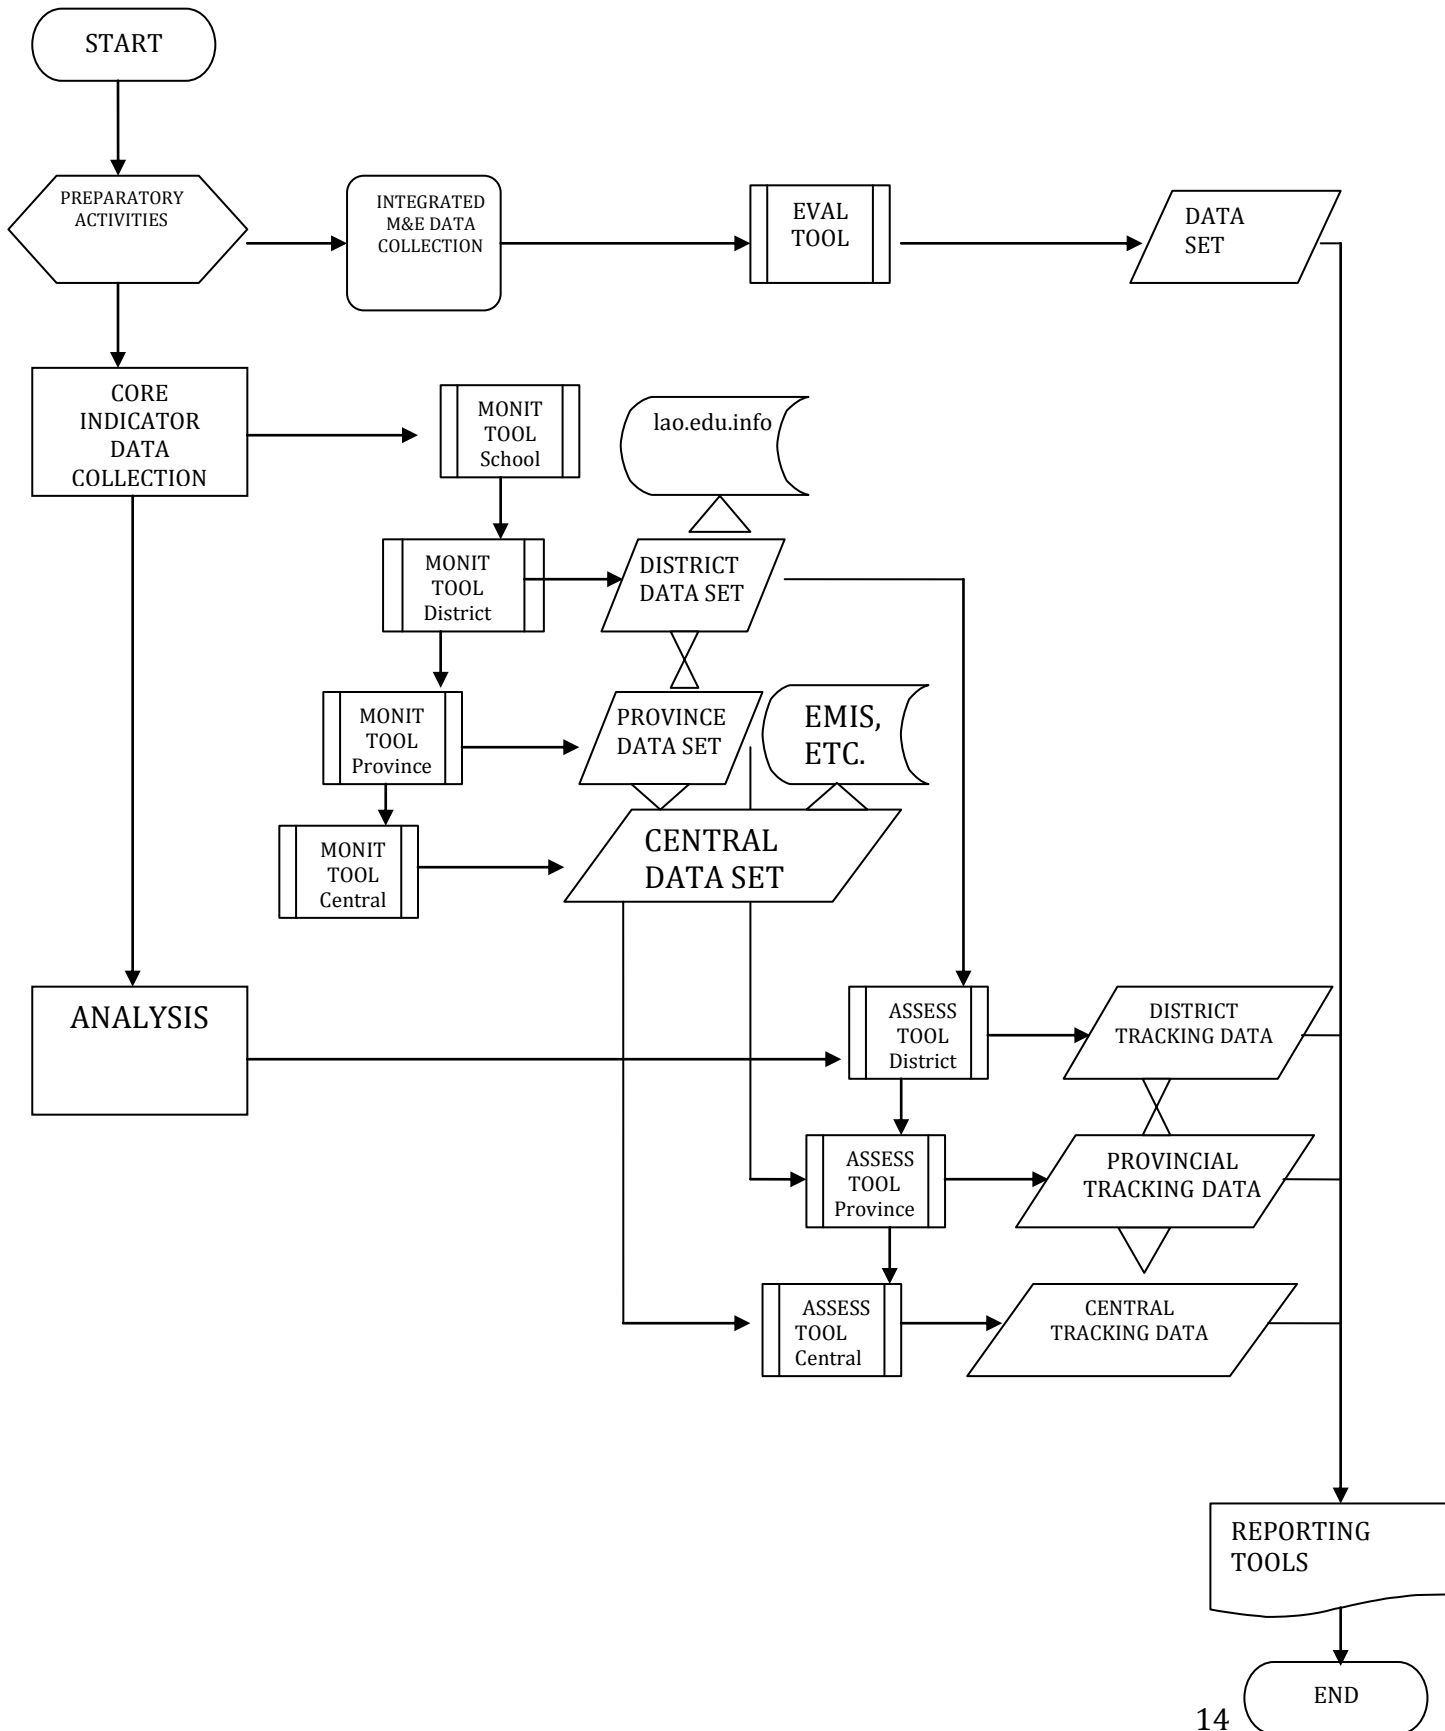 START
PREPARATORY
ACTIVITIES
INTEGRATED
M&E DATA
COLLECTION
EVAL
TOOL
DATA
SET
CORE
INDICATOR
DATA
COLLECTION
MONIT
TOOL
School
lao.edu.info
MONIT
TOOL
District
DISTRICT
DATA SET
MONIT
TOOL
Province
PROVINCE
DATA SET
EMIS,
ETC.
MONIT
TOOL
Central
CENTRAL
DATA SET
ANALYSIS
ASSESS
TOOL
District
DISTRICT
TRACKING DATA
ASSESS
TOOL
Province
PROVINCIAL
TRACKING DATA
ASSESS
TOOL
Central
CENTRAL
TRACKING DATA
REPORTING
TOOLS
END
14